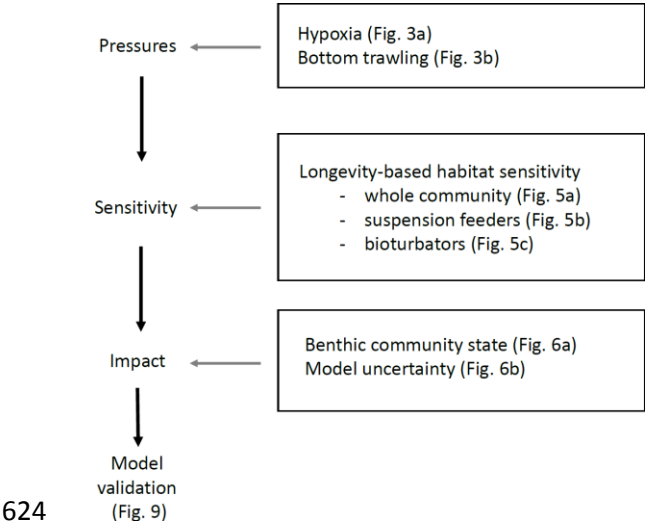 Pressures
Hypoxia (Fig. 3a)
Bottom trawling (Fig. 3b)
Sensitivity
Longevity-based habitat sensitivity
- whole community (Fig. 5a)
- suspension feeders (Fig. 5b)
- bioturbators (Fig. 5c)
Impact
Benthic community state (Fig. 6a)
Model uncertainty (Fig. 6b)
Model
validation
(Fig. 9)
624